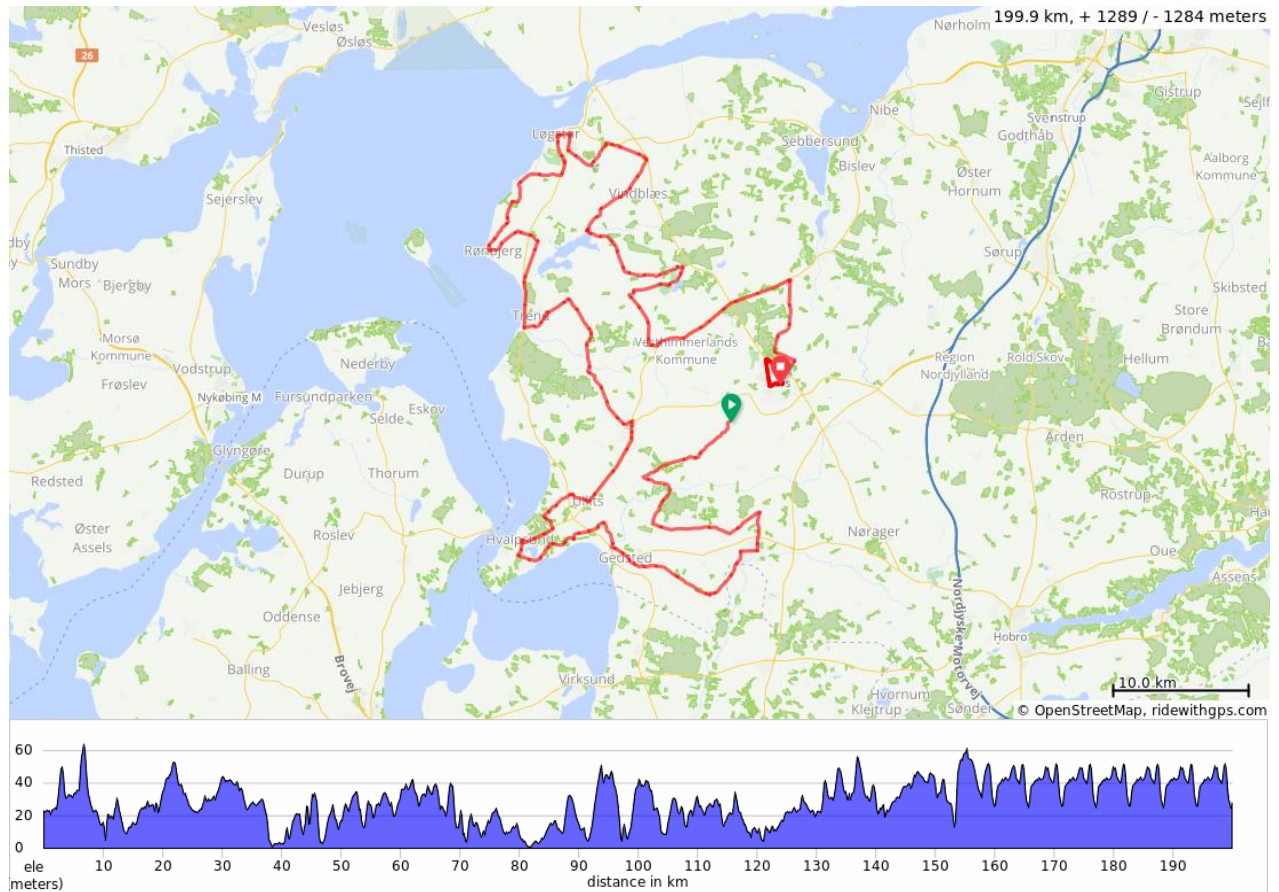 199.9 km, + 1289 / - 1284 meters
Nørholm
Vesløs
Øsløs
26
Gistrup
Nibe
Svenstrup
Godthåb
Løgstør
Thisted
Sebbersund
Bislev
Aalborg
Kommune
Øster
Hornum
Sejerslev
Vindblæs
Sørup
Sundby
Mors
Bjergby
Skibsted
Store
Brøndum
Trend
Morsø
Kommune
Vesthimmerlands
Kommune
Region
Nordjylland
Rold Skov
Hellum
Nederby
Vodstrup
Frøslev
Nykøbing M
Fursundparken
Selde
Eskov
Glyngøre
Arden
Redsted
Durup
Thorum
Rostrup
Ullits
Øster
Assels
Roslev
Hvalpsund
Nørager
Gedsted
Oue
Assens
Jebjerg
Oddense
Nordjyske Motorvej
Hobro
Balling
Brovej
Virksund
Hvornum
Klejtrup
Sønder
10.0 km
© OpenStreetMap, ridewithgps.com
60
40
20
0
ele
meters)
10 20 30 40 50 60 70 80 90 100 110 120 130 140 150 160 170 180 190
distance in km